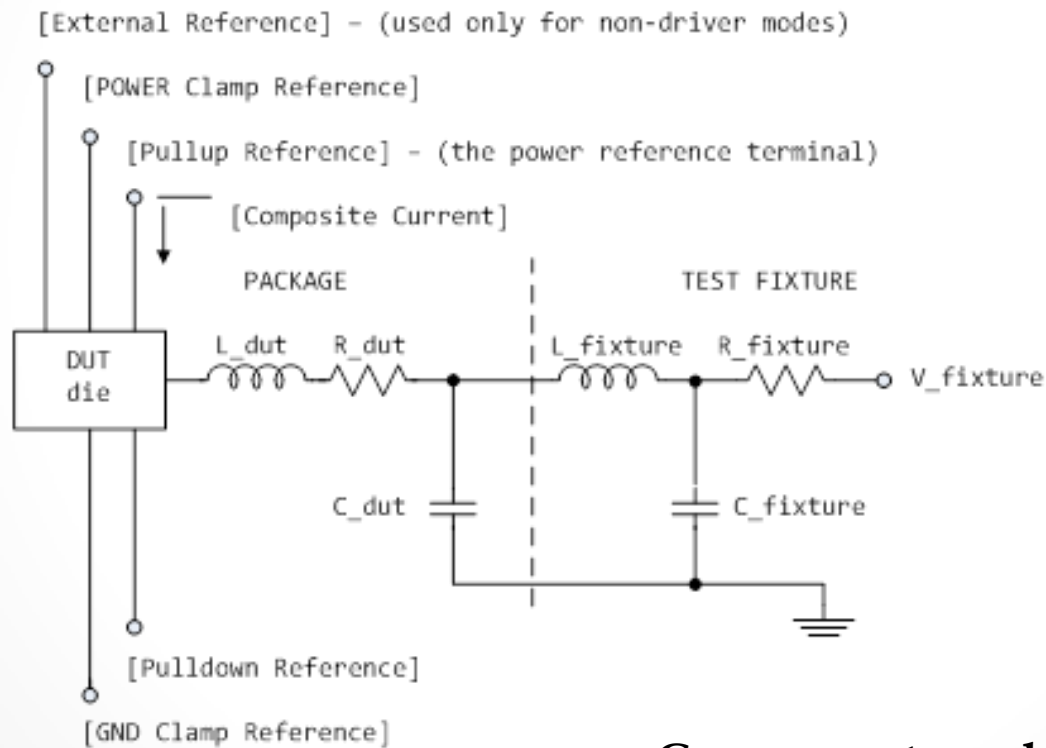 [External Reference] – (used only for non-driver modes)
[POWER Clamp Reference]
[Pullup Reference] – (the power reference terminal)
[Composite Current]
PACKAGE
TEST FIXTURE
L_dut
R_dut
L_fixture
R_fixture
DUT
die
V_fixture
C_dut
C_fixture
[Pulldown Reference]
[GND Clamp Reference]